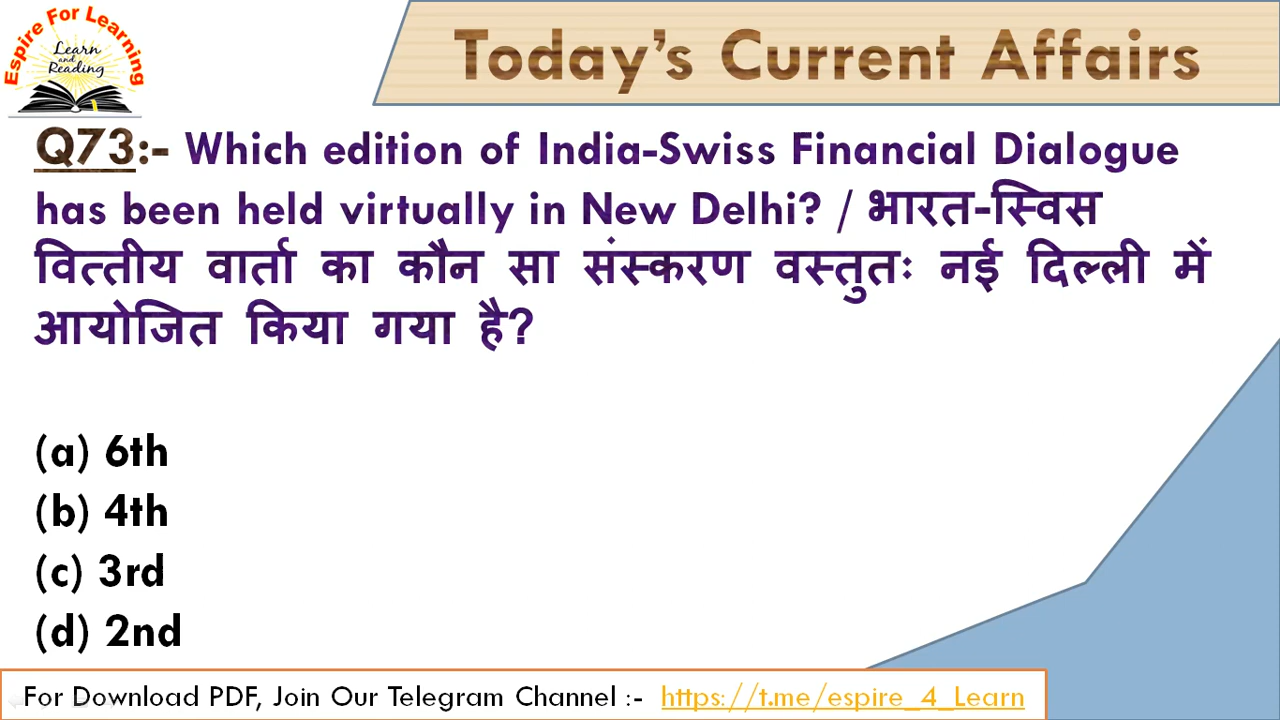 Espire For Learning
Learn
and
Reading
Today's Current Affairs
Q73:- Which edition of India-Swiss Financial Dialogue
has been held virtually in New Delhi? / भारत-स्विस
वित्तीय वार्ता का कौन सा संस्करण वस्तुतः नई दिल्ली में
आयोजित किया गया है?
(a) 6th
(b) 4th
(c) 3rd
(d) 2nd
For Download PDF, Join Our Telegram Channel :- https://t.me/espire_4_Learn